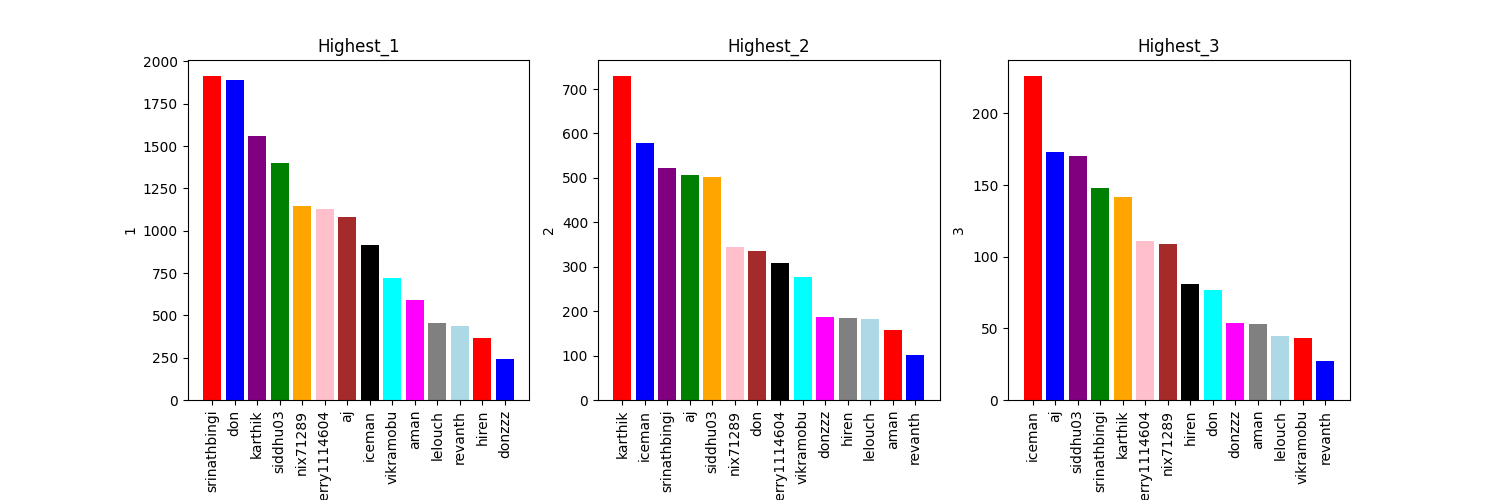 Highest_1
2000
1750
1500
1250
1000
750
500
250
0
1
srinathbingi
don
karthik
siddhu03
nix71289
erry1114604
aj
iceman
vikramobu
aman
lelouch
revanth
hiren
donzzz
Highest_2
700
600
500
400
300
200
100
0
2
karthik
iceman
srinathbingi
aj
siddhu03
nix71289
don
erry1114604
vikramobu
donzzz
hiren
lelouch
aman
revanth
Highest_3
200
150
100
50
0
3
iceman
aj
siddhu03
srinathbingi
karthik
erry1114604
nix71289
hiren
don
donzzz
aman
lelouch
vikramobu
revanth